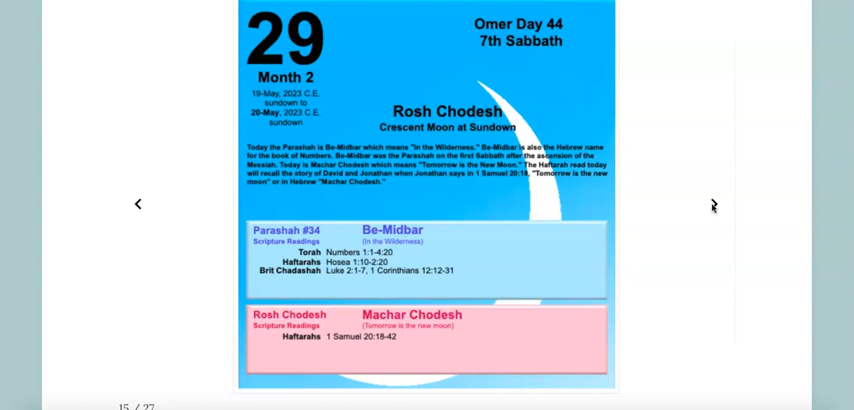 29
Month 2
19-May, 2023 C.E.
sundown to
20-May, 2023 C.E.
sundown
Omer Day 44
7th Sabbath
Rosh Chodesh
Crescent Moon at Sundown
Today the Parashah is Be-Midbar which means "In the Wilderness." Be-Midbar is also the Hebrew name
for the book of Numbers. Be-Midbar was the Parashah on the first Sabbath after the ascension of the
Messiah. Today is Machar Chodesh which means "Tomorrow is the New Moon." The Haftarah read today
will recall the story of David and Jonathan when Jonathan says in 1 Samuel 20:18, "Tomorrow is the new
moon" or in Hebrew "Machar Chodesh."
Parashah #34 Be-Midbar
Scripture Readings (In the Wilderness)
Torah Numbers 1:1-4:20
Haftarahs Hosea 1:10-2:20
Brit Chadashah Luke 2:1-7, 1 Corinthians 12:12-31
Rosh Chodesh Machar Chodesh
Scripture Readings (Tomorrow is the new moon)
Haftarahs 1 Samuel 20:18-42
15 / 27